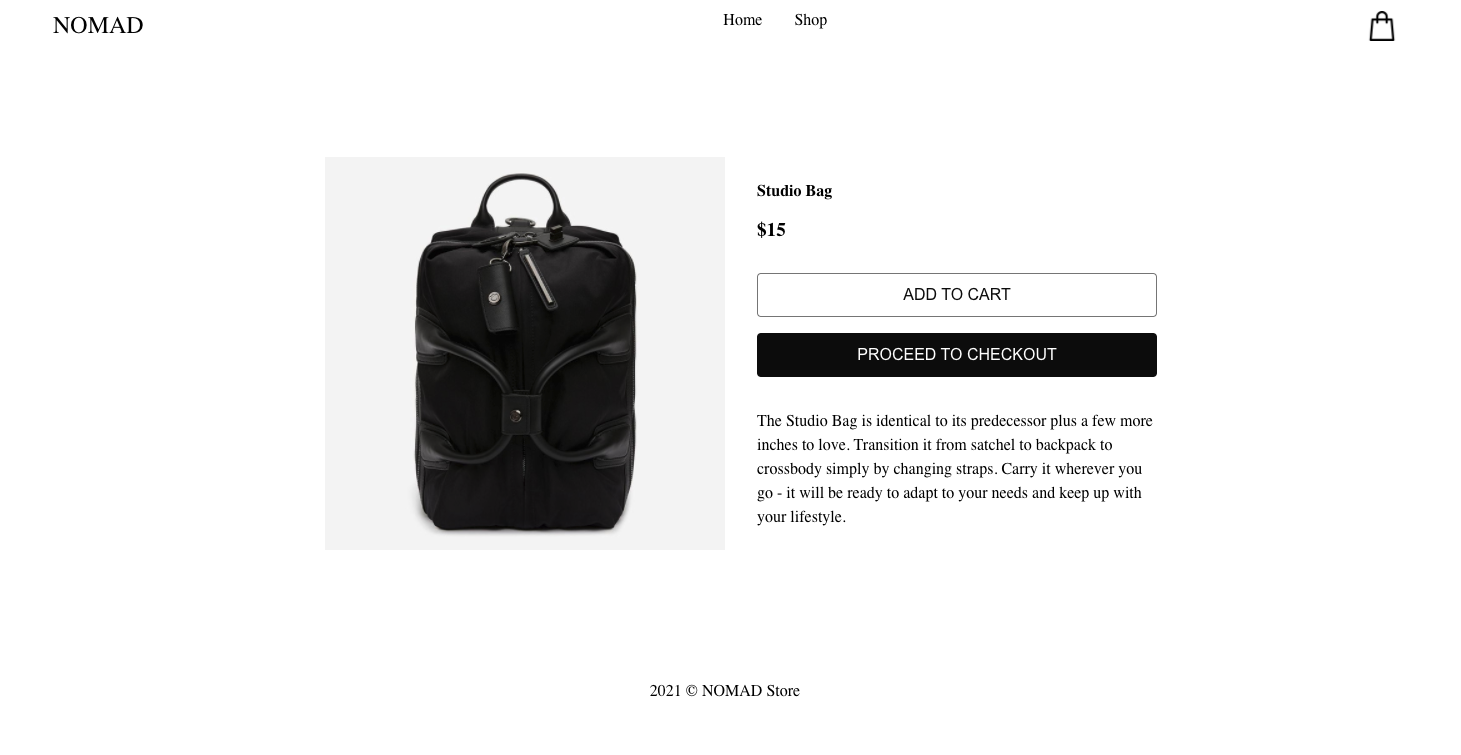 NOMAD
Home
Shop
Studio Bag
$15
ADD TO CART
PROCEED TO CHECKOUT
The Studio Bag is identical to its predecessor plus a few more
inches to love. Transition it from satchel to backpack to
crossbody simply by changing straps. Carry it wherever you
go - it will be ready to adapt to your needs and keep up with
your lifestyle.
2021 © NOMAD Store